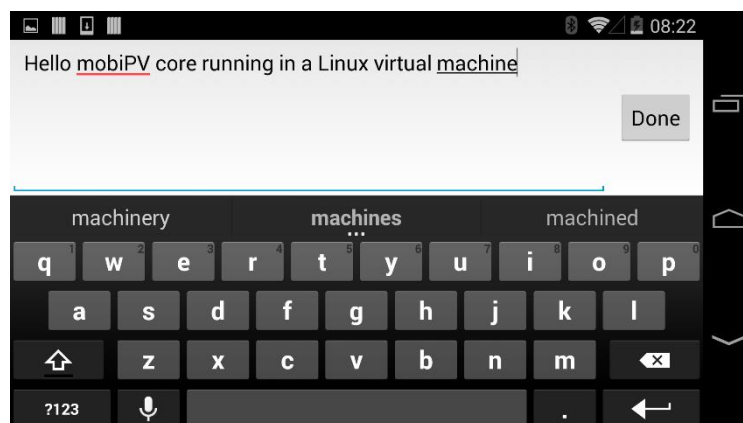 08:22
Hello mobiPV core running in a Linux virtual machine
Done
machinery machines machined
q 1 w 2 e 3 r 4 t 5 y 6 u 7 i 8 o 9 p 0
a s d f g h j k l
z x c v b n m
?123 .